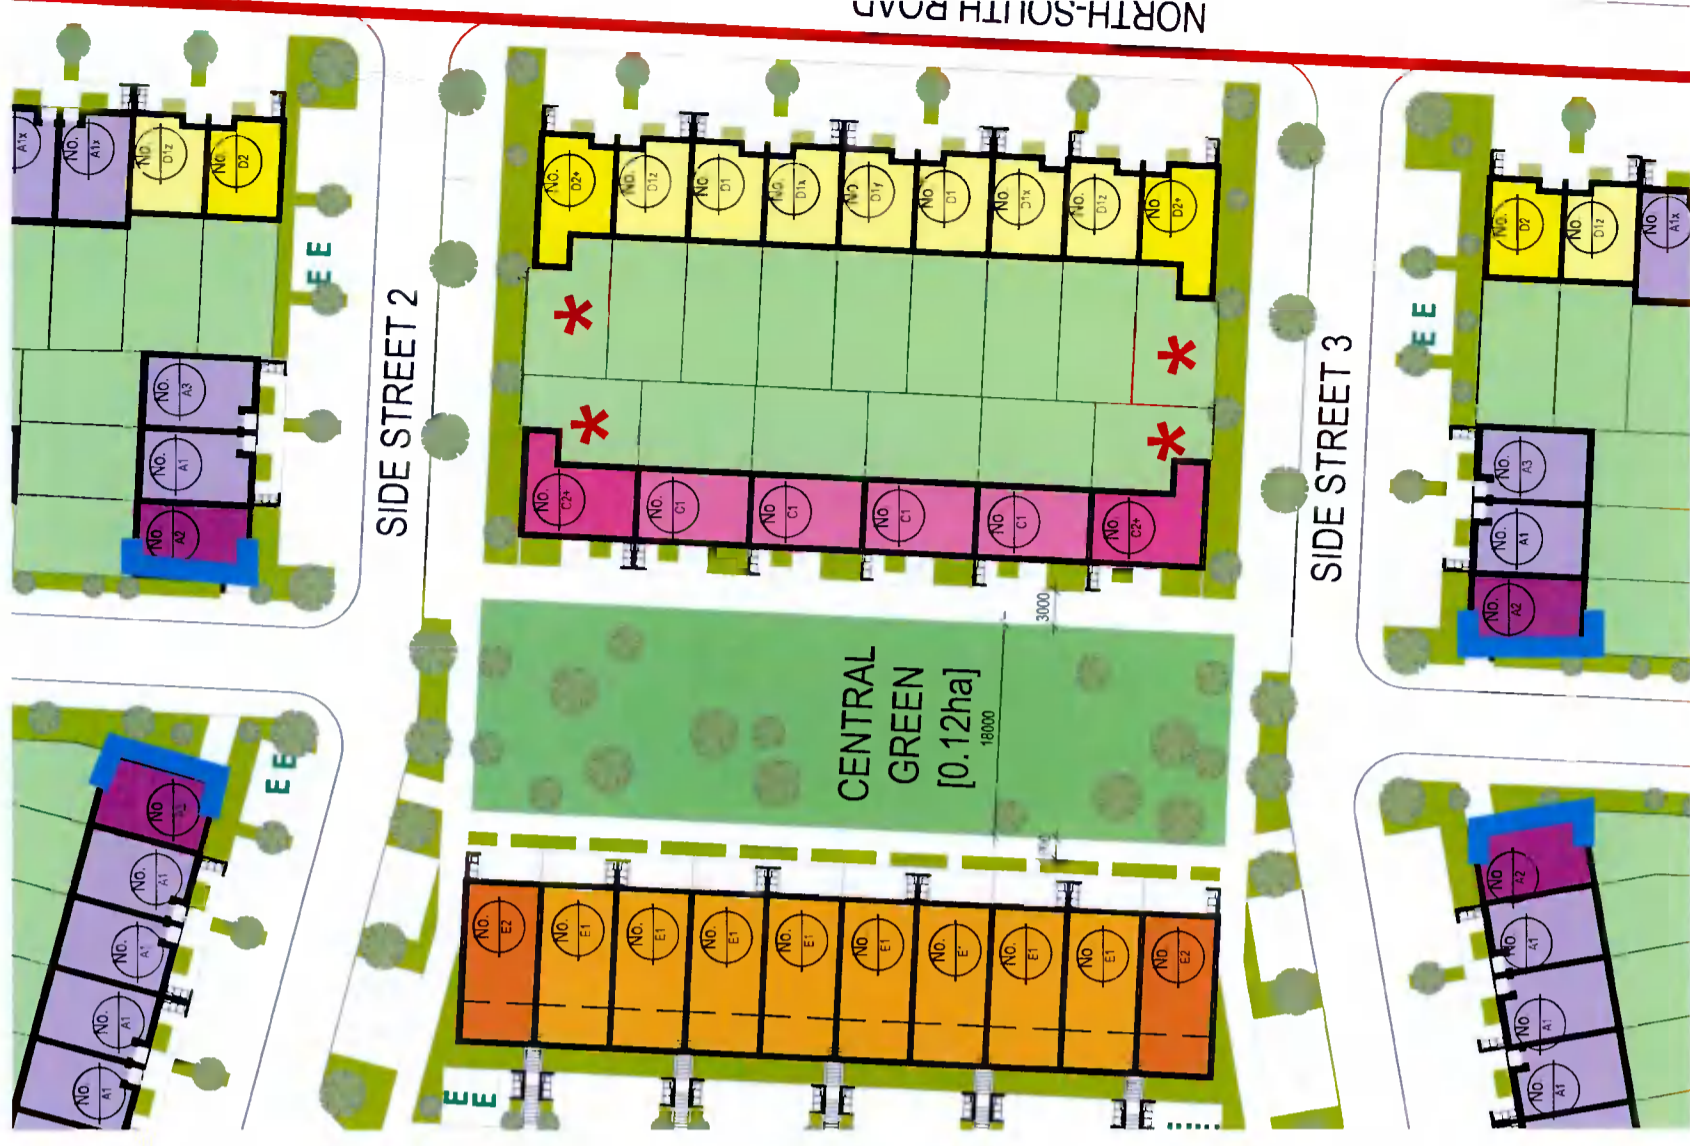 NORTH-SOUTH ROAD
No. A1x
No. A1x
No. D1z
No. D2
No. D2+
No. D1z
No. D1
No. D1x
No. D1y
No. D1
No. D1x
No. D1z
No. D2+
No. D2
No. D1z
No. A1x
E E
SIDE STREET 2
E E
SIDE STREET 3
No. A3
No. A1
No. A2
* * * *
No. C2+
No. C1
No. C1
No. C1
No. C1
No. C2+
No. A3
No. A1
No. A2
3000
CENTRAL
GREEN
[0.12ha]
18000
E E
No.
No. A1
No. A1
No. A1
No. A1
No. E2
No. E1
No. E1
No. E1
No. E1
No. E1
No.
No. E1
No. E1
No. E2
No. A2
No. A1
No. A1
No. A1
E E